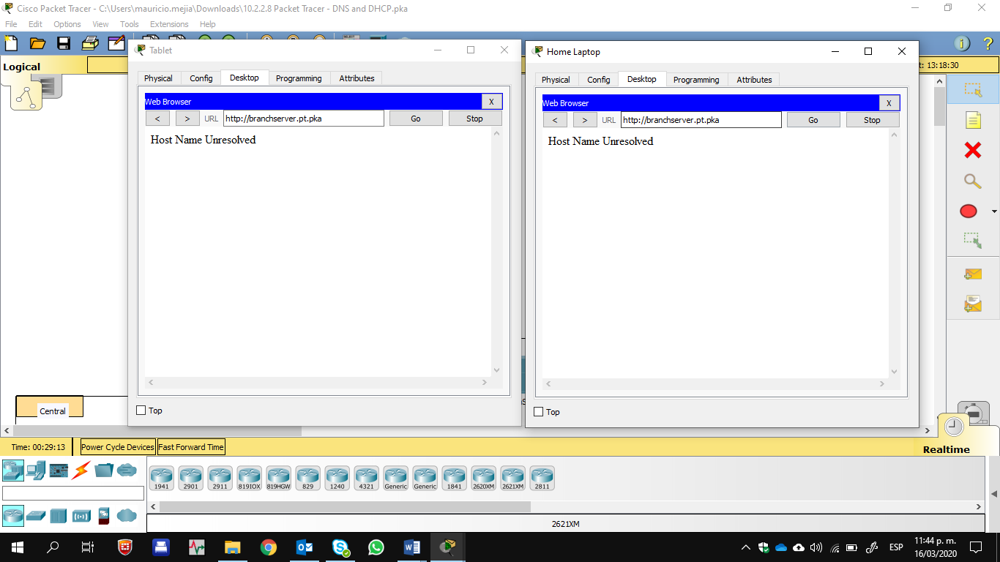 Cisco Packet Tracer - C:\Users\mauricio.mejia\Downloads\10.2.2.8 Packet Tracer - DNS and DHCP.pka
File Edit Options View Tools Extensions Help
Logical
t: 13:18:30
Tablet
Physical Config Desktop Programming Attributes
Web Browser X
< > URL http://branchserver.pt.pka Go Stop
Host Name Unresolved
Top
Home Laptop
Physical Config Desktop Programming Attributes
Web Browser X
< > URL http://branchserver.pt.pka Go Stop
Host Name Unresolved
Top
Central
Time: 00:29:13 Power Cycle Devices Fast Forward Time
Realtime
1941 2901 2911 819IOX 819HGW 829 1240 4321 Generic Generic 1841 2620XM 2621XM 2811
2621XM
ESP
11:44 p. m.
16/03/2020